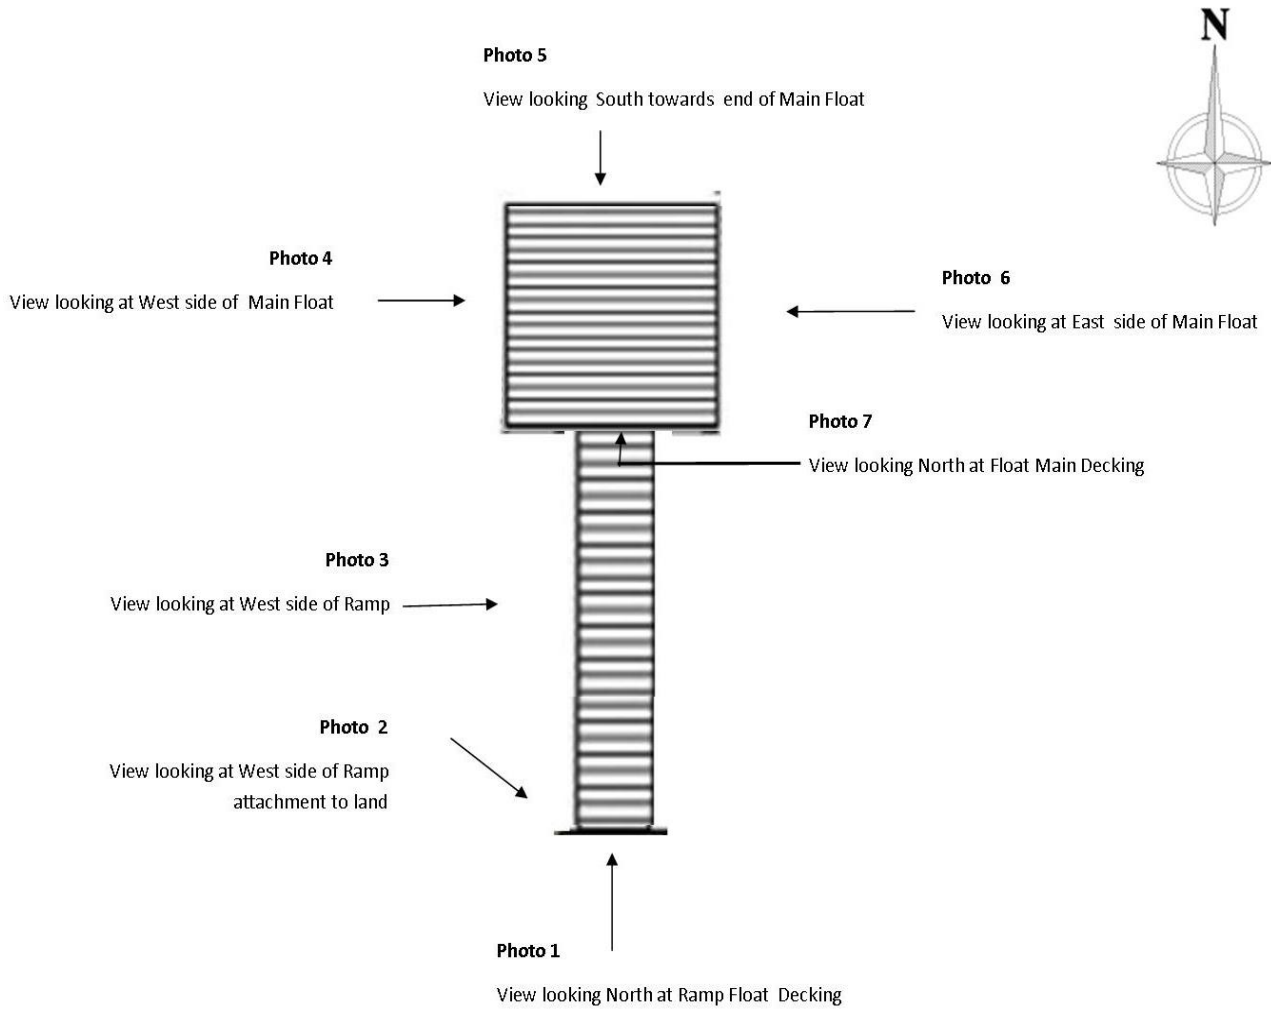 N
Photo 5
View looking South towards end of Main Float
Photo 4
View looking at West side of Main Float
Photo 6
View looking at East side of Main Float
Photo 7
View looking North at Float Main Decking
Photo 3
View looking at West side of Ramp
Photo 2
View looking at West side of Ramp
attachment to land
Photo 1
View looking North at Ramp Float Decking